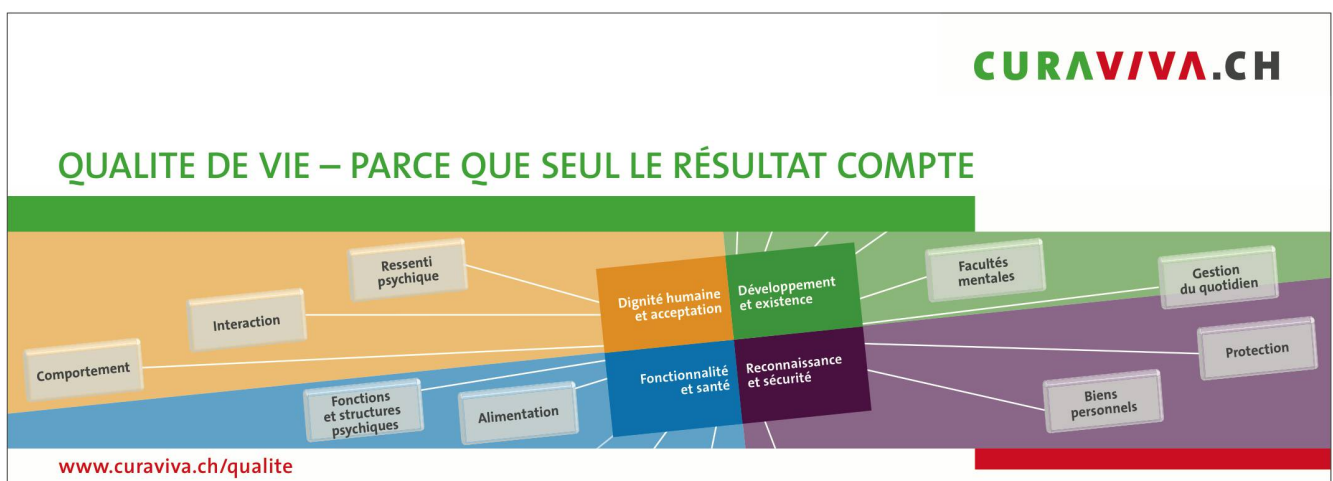 CURAVIVA.CH
QUALITE DE VIE – PARCE QUE SEUL LE RÉSULTAT COMPTE
Ressenti
psychique
Interaction
Comportement
Fonctions
et structures
psychiques
Alimentation
Dignité humaine
et acceptation
Développement
et existence
Fonctionnalité
et santé
Reconnaissance
et sécurité
Facultés
mentales
Gestion
du quotidien
Protection
Biens
personnels
www.curaviva.ch/qualite